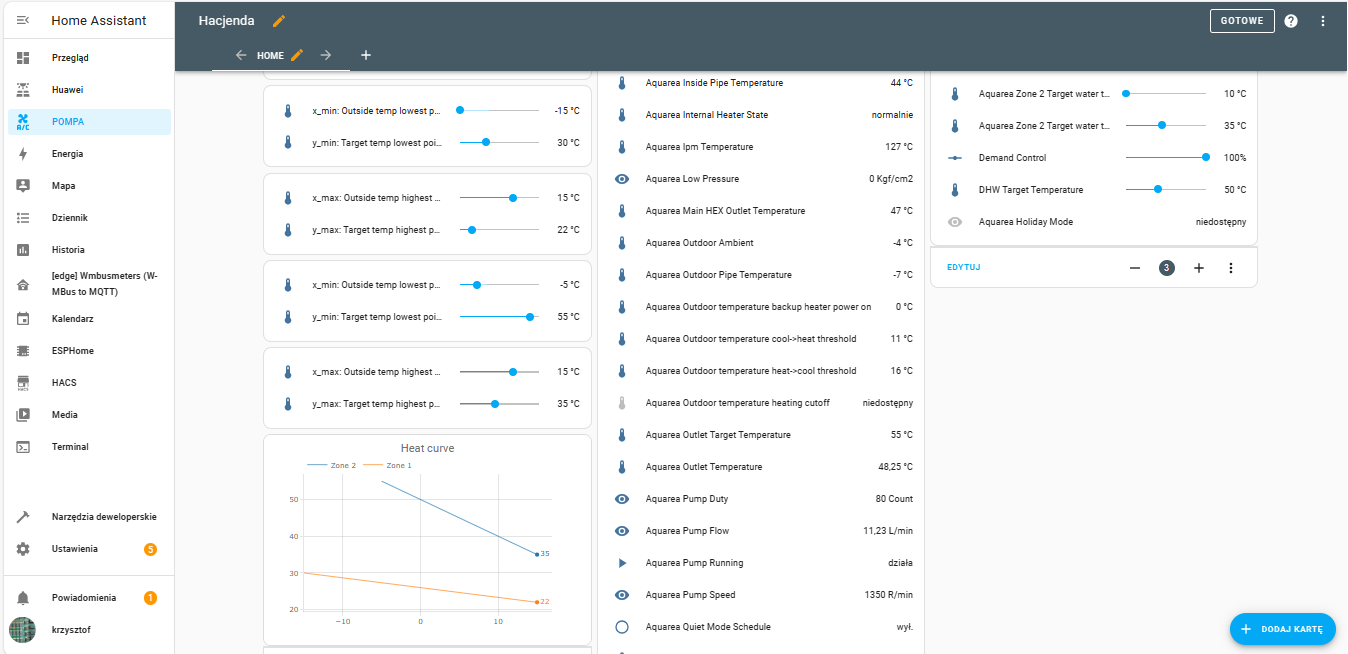 Home Assistant
Przegląd
Huawei
A/C
POMPA
Energia
Mapa
Dziennik
Historia
[edge] Wmbusmeters (W-
MBus to MQTT)
Kalendarz
ESPHome
HACS
HACS
Media
Terminal
Narzędzia deweloperskie
Ustawienia 5
Powiadomienia 1
krzysztof
Hacjenda
GOTOWE
HOME
x_min: Outside temp lowest p... -15 °C
y_min: Target temp lowest poi... 30 °C
x_max: Outside temp highest ... 15 °C
y_max: Target temp highest p... 22 °C
x_min: Outside temp lowest p... -5 °C
y_min: Target temp lowest poi... 55 °C
x_max: Outside temp highest ... 15 °C
y_max: Target temp highest p... 35 °C
Heat curve
Zone 2 Zone 1
50
40
30
20
−10 0 10
35
22
Aquarea Inside Pipe Temperature 44 °C
Aquarea Internal Heater State normalnie
Aquarea Ipm Temperature 127 °C
Aquarea Low Pressure 0 Kgf/cm2
Aquarea Main HEX Outlet Temperature 47 °C
Aquarea Outdoor Ambient -4 °C
Aquarea Outdoor Pipe Temperature -7 °C
Aquarea Outdoor temperature backup heater power on 0 °C
Aquarea Outdoor temperature cool->heat threshold 11 °C
Aquarea Outdoor temperature heat->cool threshold 16 °C
Aquarea Outdoor temperature heating cutoff niedostępny
Aquarea Outlet Target Temperature 55 °C
Aquarea Outlet Temperature 48,25 °C
Aquarea Pump Duty 80 Count
Aquarea Pump Flow 11,23 L/min
Aquarea Pump Running działa
Aquarea Pump Speed 1350 R/min
Aquarea Quiet Mode Schedule wył.
Aquarea Zone 2 Target water t... 10 °C
Aquarea Zone 2 Target water t... 35 °C
Demand Control 100%
DHW Target Temperature 50 °C
Aquarea Holiday Mode niedostępny
EDYTUJ 3
DODAJ KARTĘ